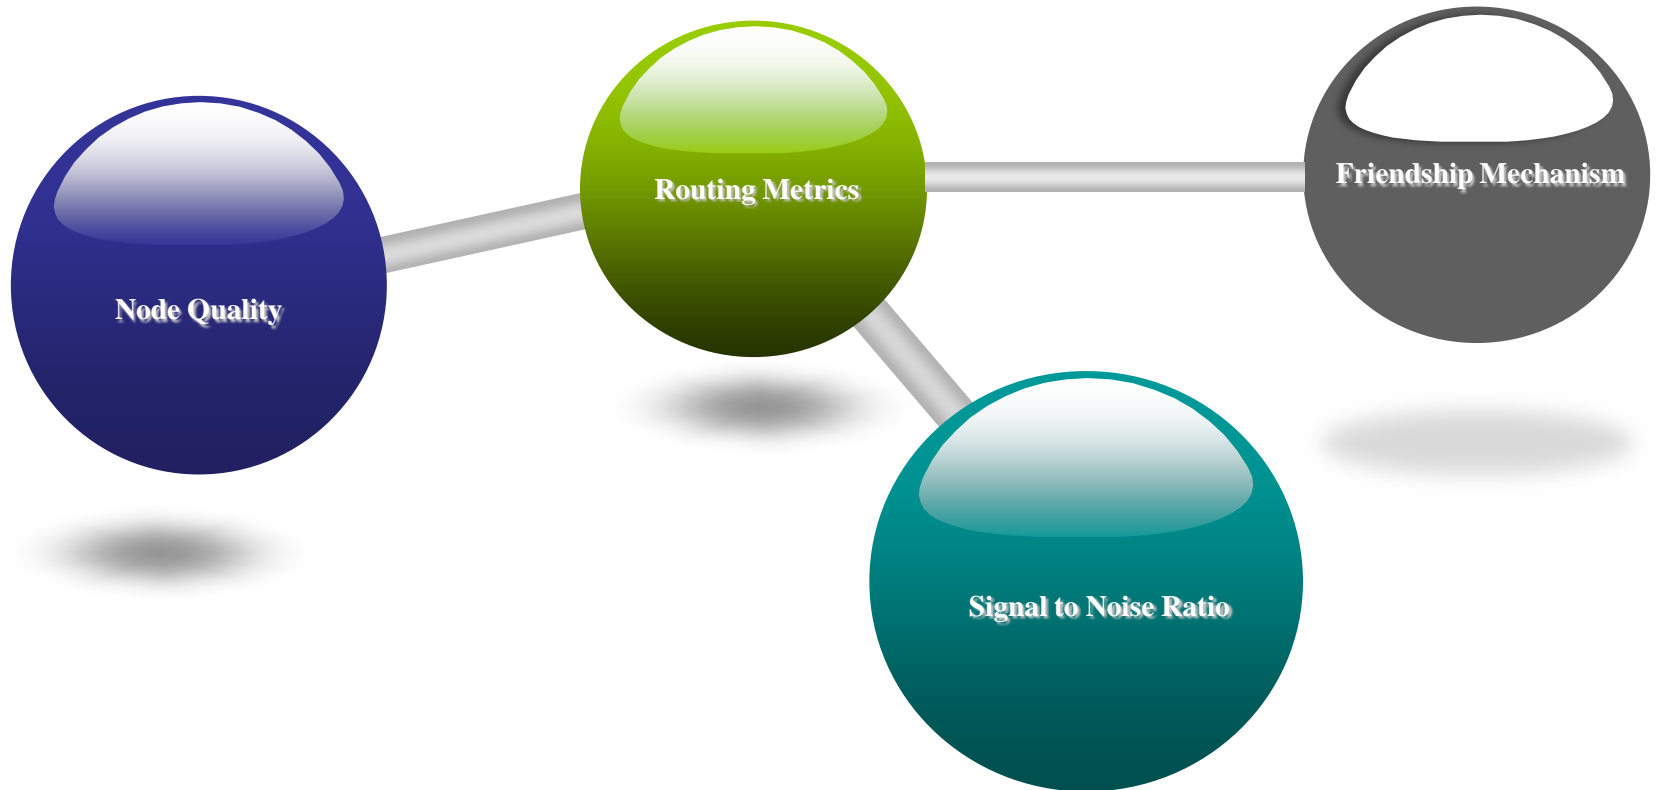 Friendship Mechanism
Routing Metrics
Node Quality
Signal to Noise Ratio